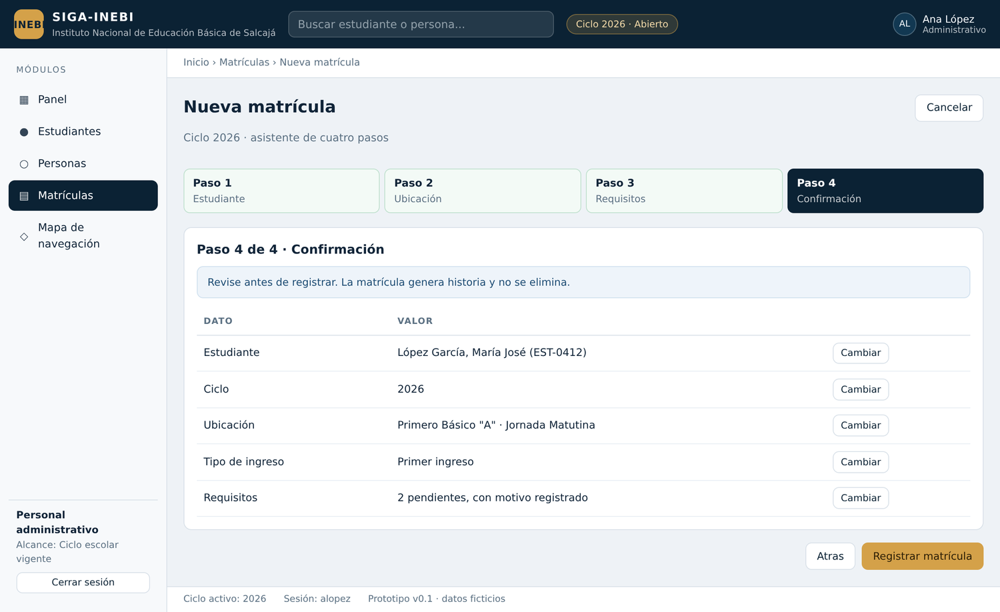 INEBI
SIGA-INEBI
Instituto Nacional de Educación Básica de Salcajá
Buscar estudiante o persona...
Ciclo 2026 · Abierto
AL
Ana López
Administrativo
MÓDULOS
Panel
Estudiantes
Personas
Matrículas
Mapa de
navegación
Personal
administrativo
Alcance: Ciclo escolar
vigente
Cerrar sesión
Inicio › Matrículas › Nueva matrícula
Nueva matrícula
Cancelar
Ciclo 2026 · asistente de cuatro pasos
Paso 1
Estudiante
Paso 2
Ubicación
Paso 3
Requisitos
Paso 4
Confirmación
Paso 4 de 4 · Confirmación
Revise antes de registrar. La matrícula genera historia y no se elimina.
DATO VALOR
Estudiante López García, María José (EST-0412) Cambiar
Ciclo 2026 Cambiar
Ubicación Primero Básico "A" · Jornada Matutina Cambiar
Tipo de ingreso Primer ingreso Cambiar
Requisitos 2 pendientes, con motivo registrado Cambiar
Atras Registrar matrícula
Ciclo activo: 2026 Sesión: alopez Prototipo v0.1 · datos ficticios